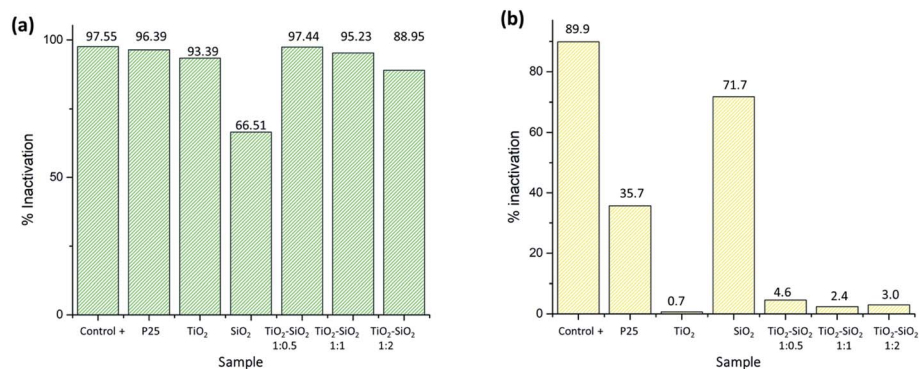 (a)
100
50
0
% Inactivation
97.55 96.39 93.39 66.51 97.44 95.23 88.95
Control + P25 TiO₂ SiO₂ TiO₂-SiO₂ TiO₂-SiO₂ TiO₂-SiO₂
1:0.5 1:1 1:2
Sample
(b)
80
60
40
20
0
% inactivation
89.9 35.7 0.7 71.7 4.6 2.4 3.0
Control + P25 TiO₂ SiO₂ TiO₂-SiO₂ TiO₂-SiO₂ TiO₂-SiO₂
1:0.5 1:1 1:2
Sample